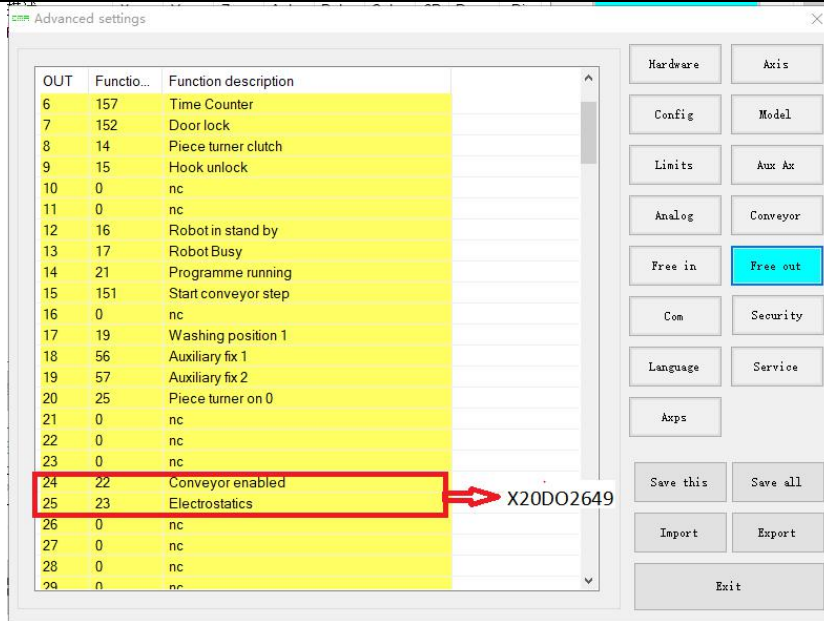 Advanced settings
OUT Functio... Function description
6 157 Time Counter
7 152 Door lock
8 14 Piece turner clutch
9 15 Hook unlock
10 0 nc
11 0 nc
12 16 Robot in stand by
13 17 Robot Busy
14 21 Programme running
15 151 Start conveyor step
16 0 nc
17 19 Washing position 1
18 56 Auxiliary fix 1
19 57 Auxiliary fix 2
20 25 Piece turner on 0
21 0 nc
22 0 nc
23 0 nc
24 22 Conveyor enabled
25 23 Electrostatics
26 0 nc
27 0 nc
28 0 nc
29 0 nc
X20DO2649
Hardware Axis
Config Model
Limits Aux Ax
Analog Conveyor
Free in Free out
Com Security
Language Service
Axps
Save this Save all
Import Export
Exit